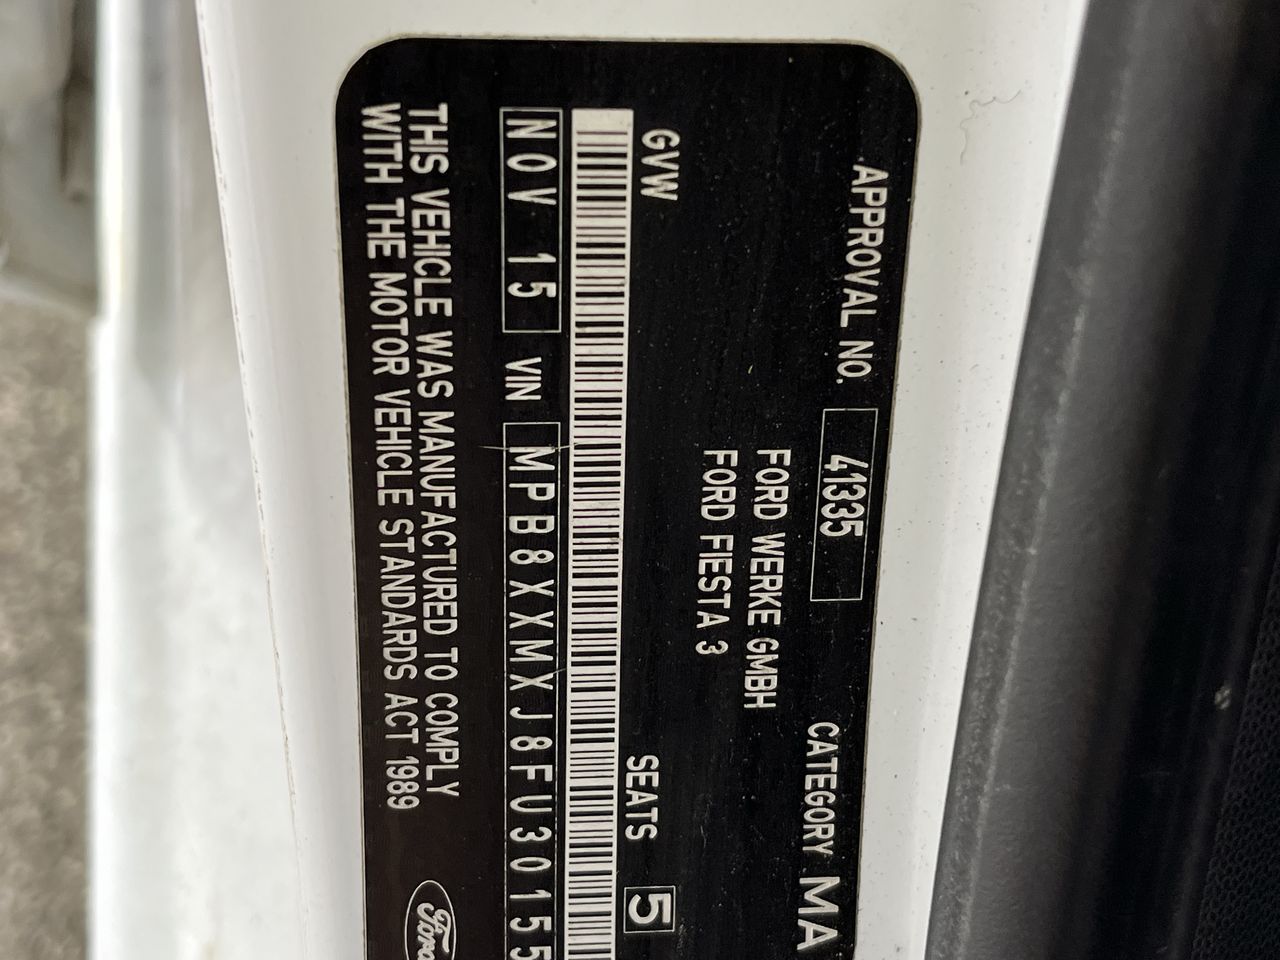 APPROVAL NO. 41335 CATEGORY MA
FORD WERKE GMBH
FORD FIESTA 3
GVW SEATS 5
NOV 15 VIN MPB8XXMXJ8FU30155
THIS VEHICLE WAS MANUFACTURED TO COMPLY
WITH THE MOTOR VEHICLE STANDARDS ACT 1989
Ford